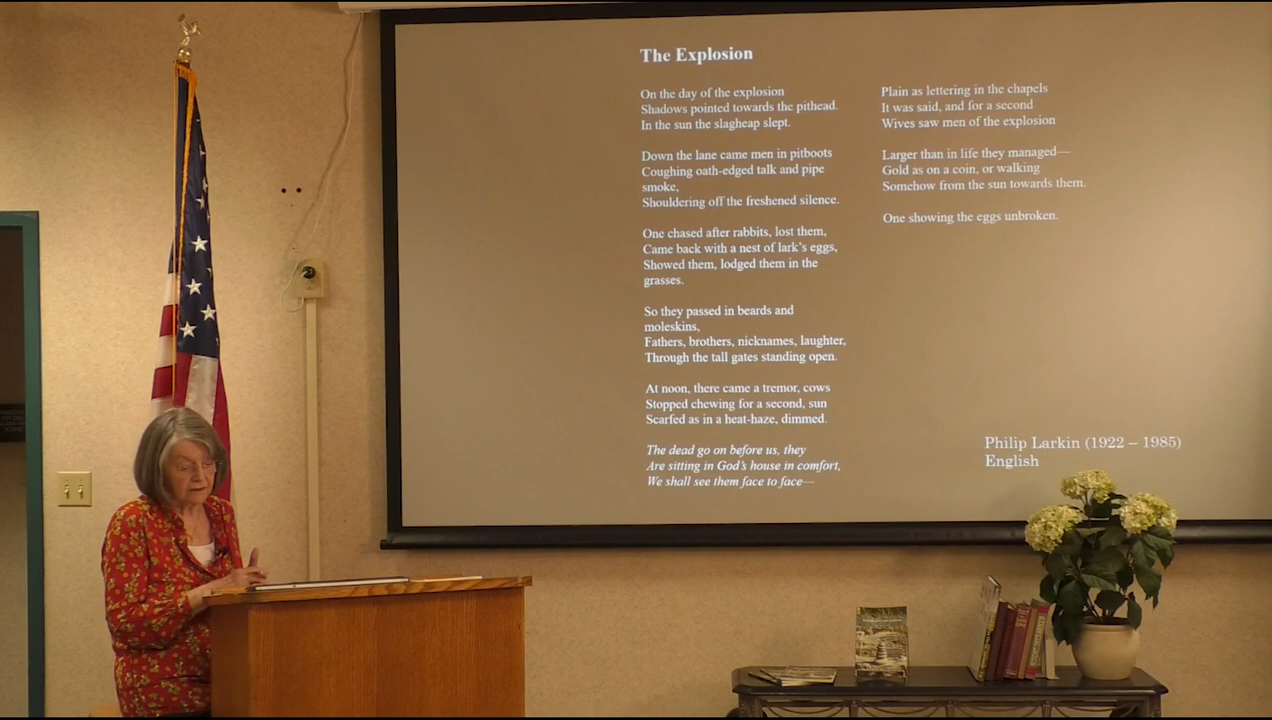 The Explosion
On the day of the explosion
Shadows pointed towards the pithead.
In the sun the slagheap slept.
Down the lane came men in pitboots
Coughing oath-edged talk and pipe
smoke,
Shouldering off the freshened silence.
One chased after rabbits, lost them,
Came back with a nest of lark's eggs,
Showed them, lodged them in the
grasses.
So they passed in beards and
moleskins,
Fathers, brothers, nicknames, laughter,
Through the tall gates standing open.
At noon, there came a tremor, cows
Stopped chewing for a second, sun
Scarfed as in a heat-haze, dimmed.
The dead go on before us, they
Are sitting in God's house in comfort,
We shall see them face to face—
Plain as lettering in the chapels
It was said, and for a second
Wives saw men of the explosion
Larger than in life they managed—
Gold as on a coin, or walking
Somehow from the sun towards them.
One showing the eggs unbroken.
Philip Larkin (1922 – 1985)
English